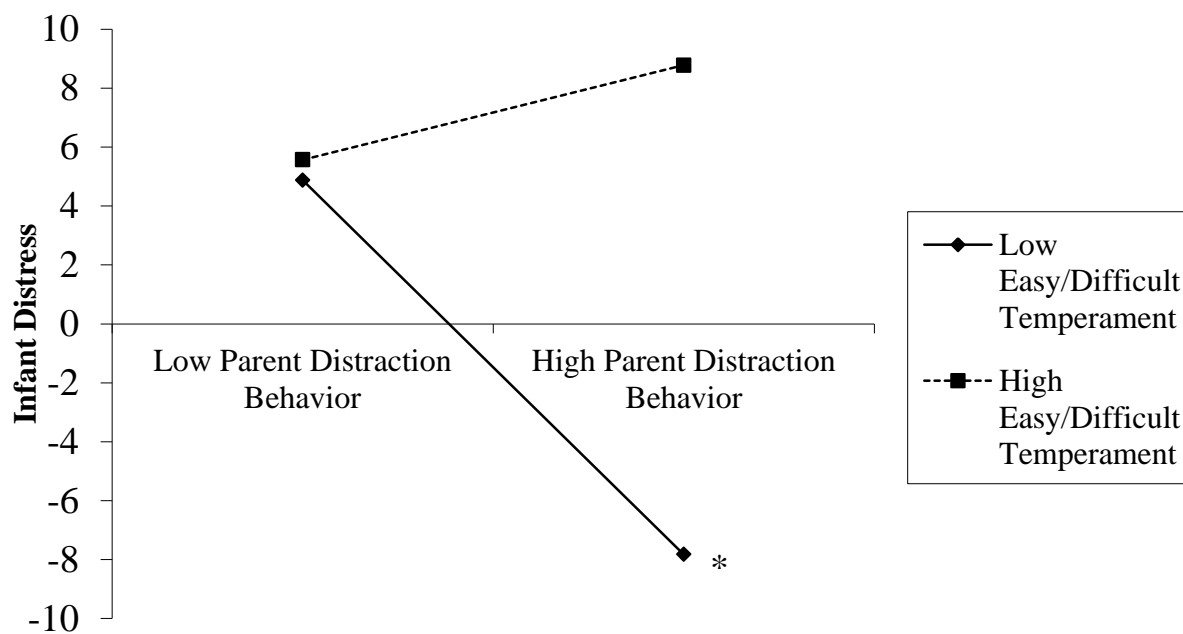 10
8
6
4
2
0
-2
-4
-6
-8
-10
Infant Distress
Low Parent Distraction
Behavior
High Parent Distraction
Behavior
*
Low
Easy/Difficult
Temperament
High
Easy/Difficult
Temperament